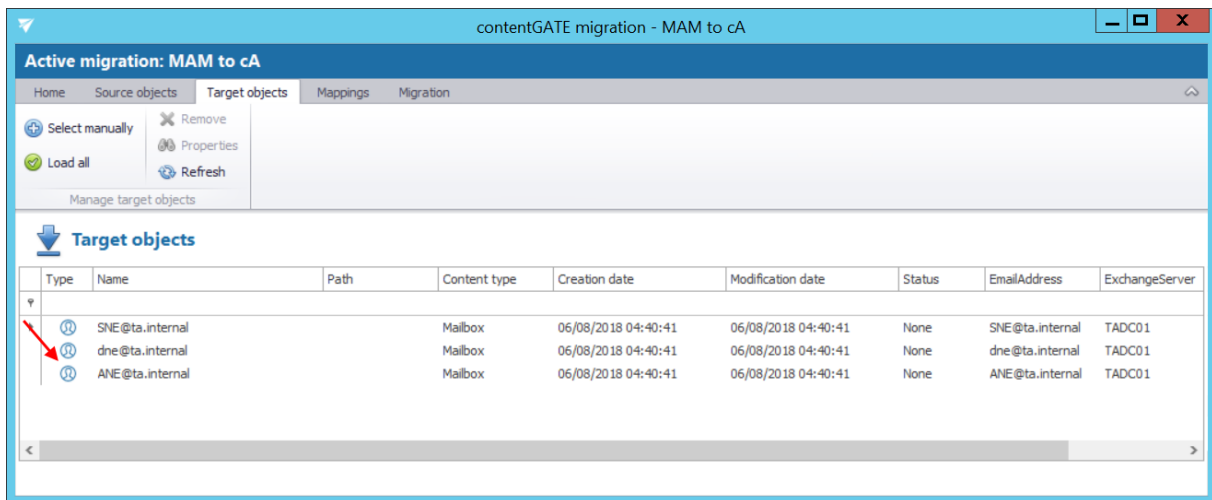 contentGATE migration - MAM to cA
X
Active migration: MAM to cA
Home Source objects Target objects Mappings Migration
Select manually
Load all
Remove
Properties
Refresh
Manage target objects
Target objects
Type Name Path Content type Creation date Modification date Status EmailAddress ExchangeServer
SNE@ta.internal Mailbox 06/08/2018 04:40:41 06/08/2018 04:40:41 None SNE@ta.internal TADC01
dne@ta.internal Mailbox 06/08/2018 04:40:41 06/08/2018 04:40:41 None dne@ta.internal TADC01
ANE@ta.internal Mailbox 06/08/2018 04:40:41 06/08/2018 04:40:41 None ANE@ta.internal TADC01